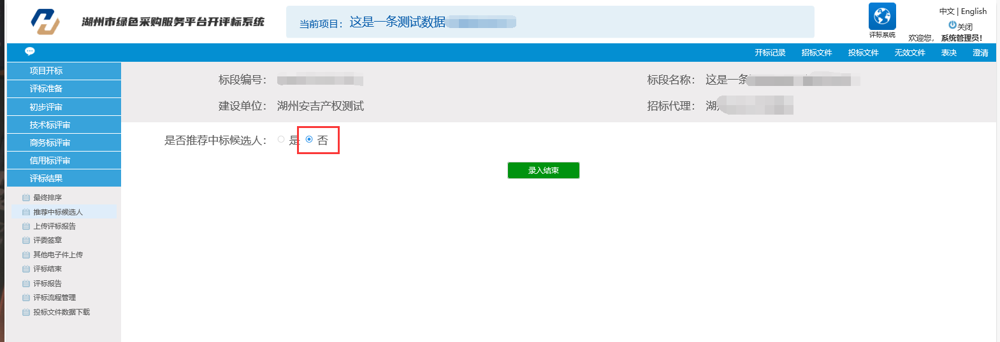 湖州市绿色采购服务平台开评标系统
当前项目：这是一条测试数据
评标系统
中文 | English
关闭
欢迎您，系统管理员!
开标记录 招标文件 投标文件 无效文件 表决 澄清
项目开标
评标准备
初步评审
技术标评审
商务标评审
信用标评审
评标结果
最终排序
推荐中标候选人
上传评标报告
评委签章
其他电子件上传
评标结束
评标报告
评标流程管理
投标文件数据下载
标段编号：
标段名称： 这是一条
建设单位： 湖州安吉产权测试
招标代理： 湖
是否推荐中标候选人： 是 否
录入结束